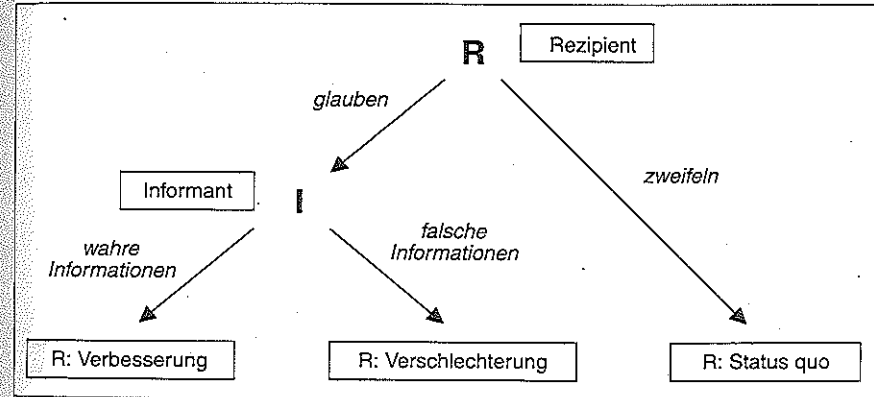 R
Rezipient
glauben
zweifeln
Informant
I
wahre
Informationen
falsche
Informationen
R: Verbesserung
R: Verschlechterung
R: Status quo